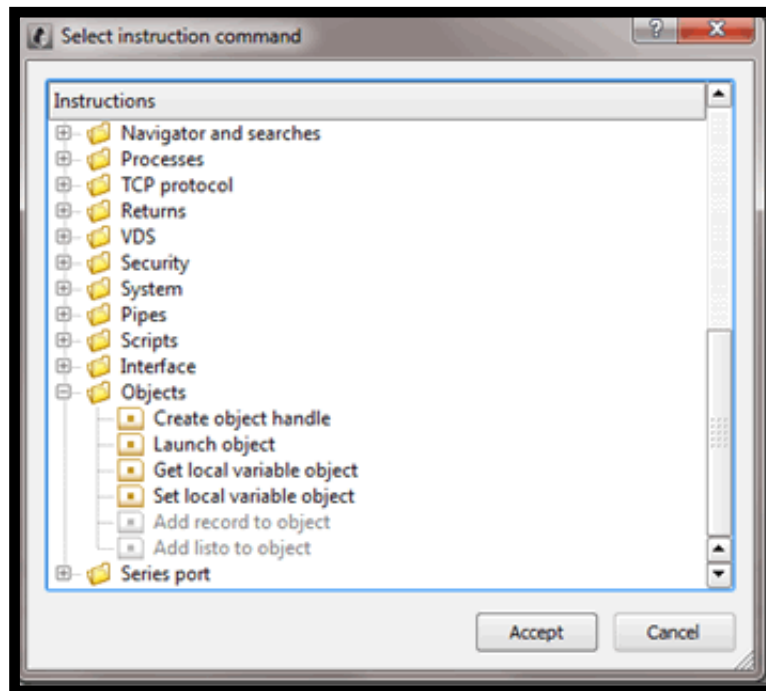 Select instruction command
Instructions
Navigator and searches
Processes
TCP protocol
Returns
VDS
Security
System
Pipes
Scripts
Interface
Objects
Create object handle
Launch object
Get local variable object
Set local variable object
Add record to object
Add listo to object
Series port
Accept Cancel